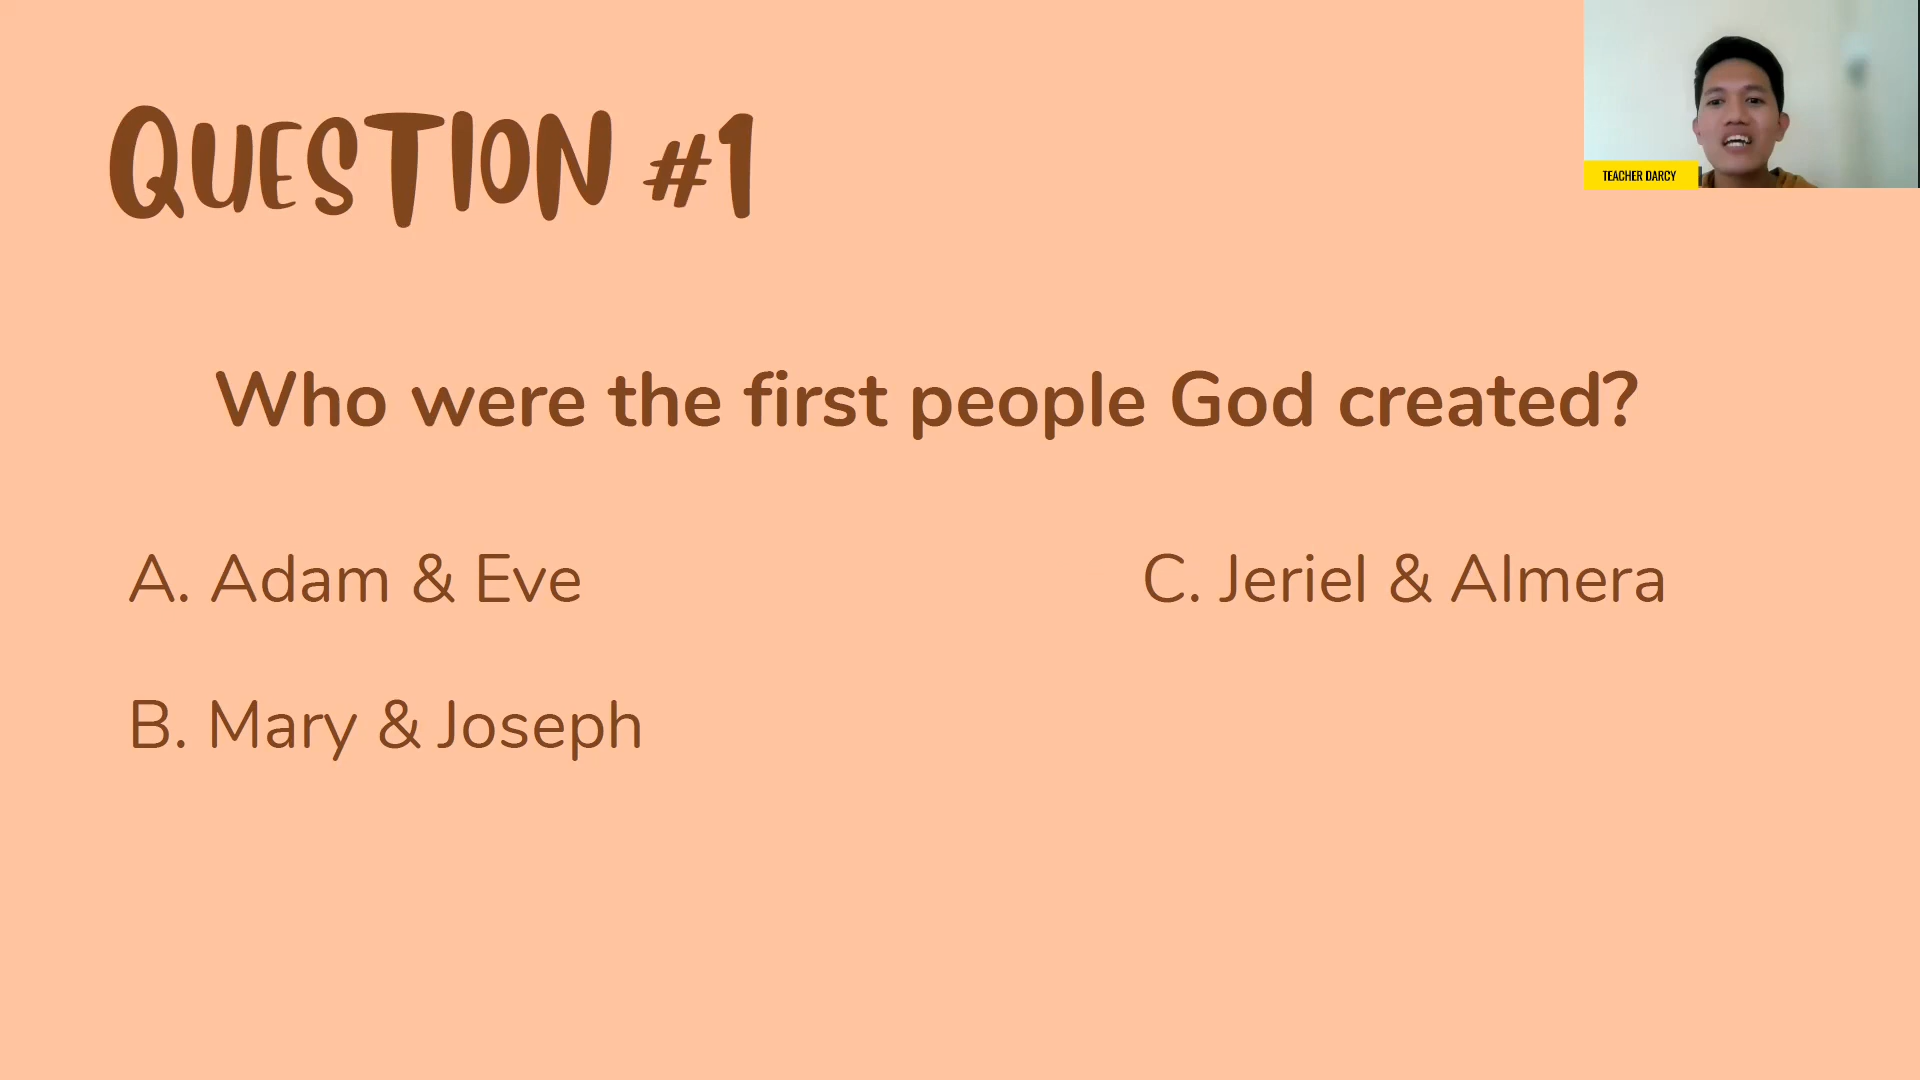 QUESTION #1
TEACHER DARCY
Who were the first people God created?
A. Adam & Eve
B. Mary & Joseph
C. Jeriel & Almera